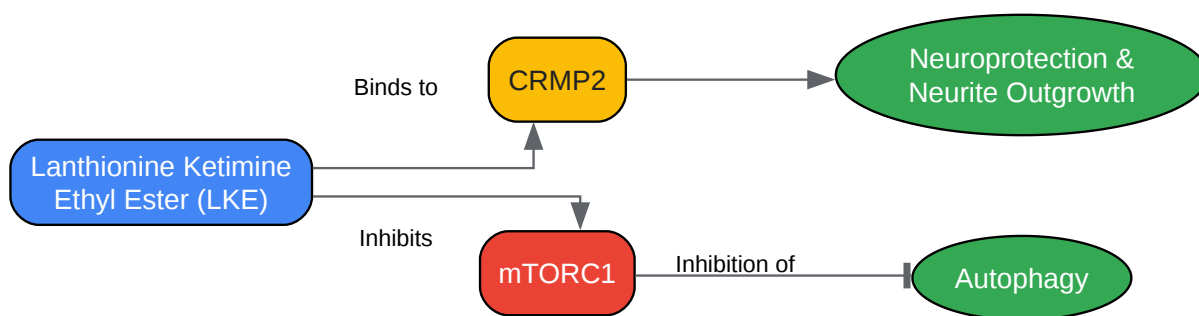 Neuroprotection &
Neurite Outgrowth
CRMP2
Binds to
Lanthionine Ketimine
Ethyl Ester (LKE)
Inhibits
mTORC1
Inhibition of
Autophagy